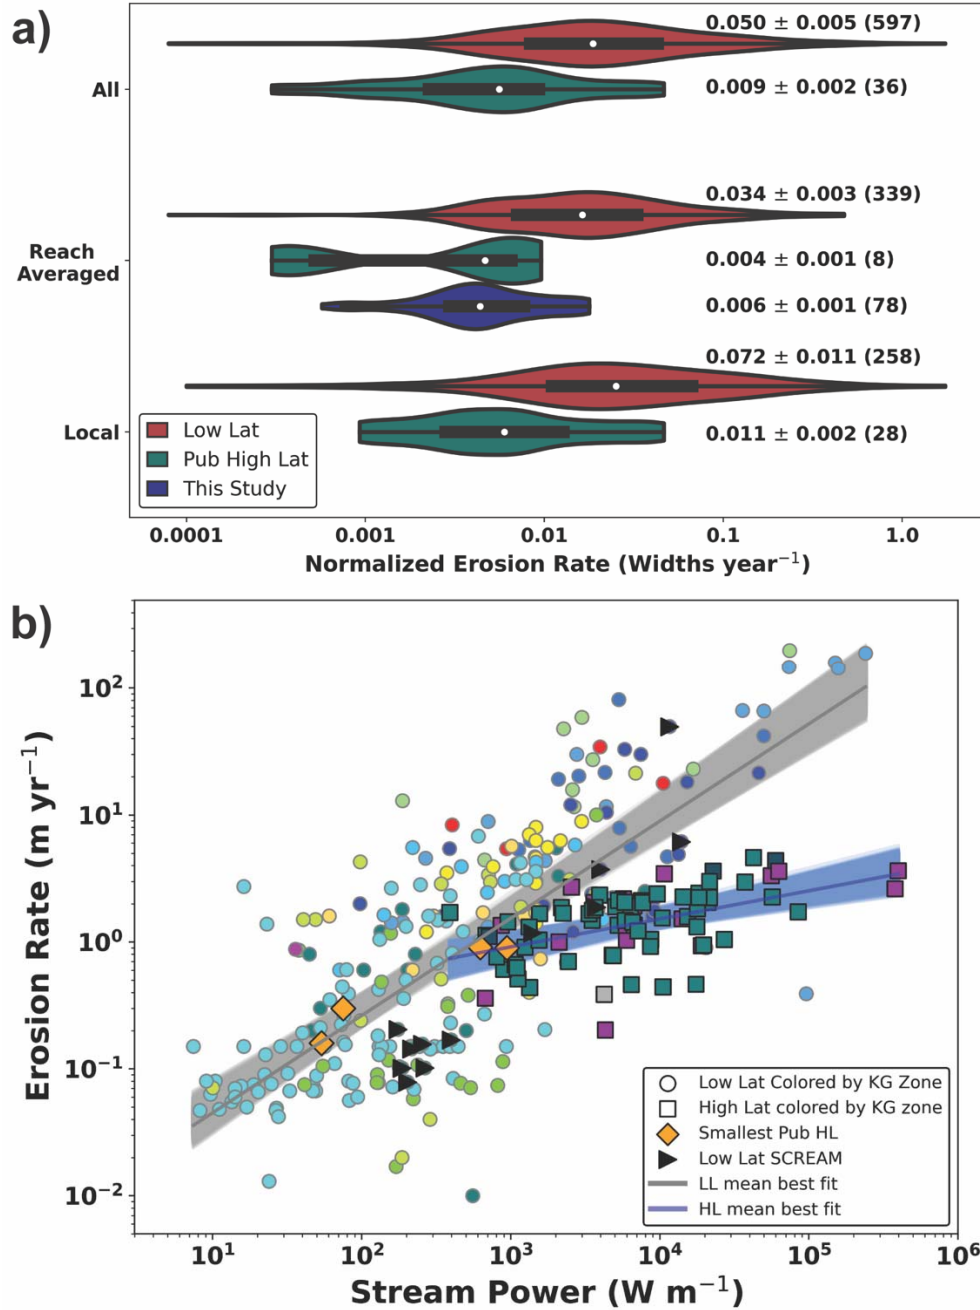 a)
0.050 ± 0.005 (597)
All
0.009 ± 0.002 (36)
0.034 ± 0.003 (339)
Reach
Averaged
0.004 ± 0.001 (8)
0.006 ± 0.001 (78)
0.072 ± 0.011 (258)
Local
0.011 ± 0.002 (28)
Low Lat
Pub High Lat
This Study
0.0001 0.001 0.01 0.1 1.0
Normalized Erosion Rate (Widths year⁻¹)
b)
10²
10¹
10⁰
10⁻¹
10⁻²
Erosion Rate (m yr⁻¹)
Low Lat Colored by KG Zone
High Lat colored by KG zone
Smallest Pub HL
Low Lat SCREAM
LL mean best fit
HL mean best fit
10¹ 10² 10³ 10⁴ 10⁵ 10⁶
Stream Power (W m⁻¹)